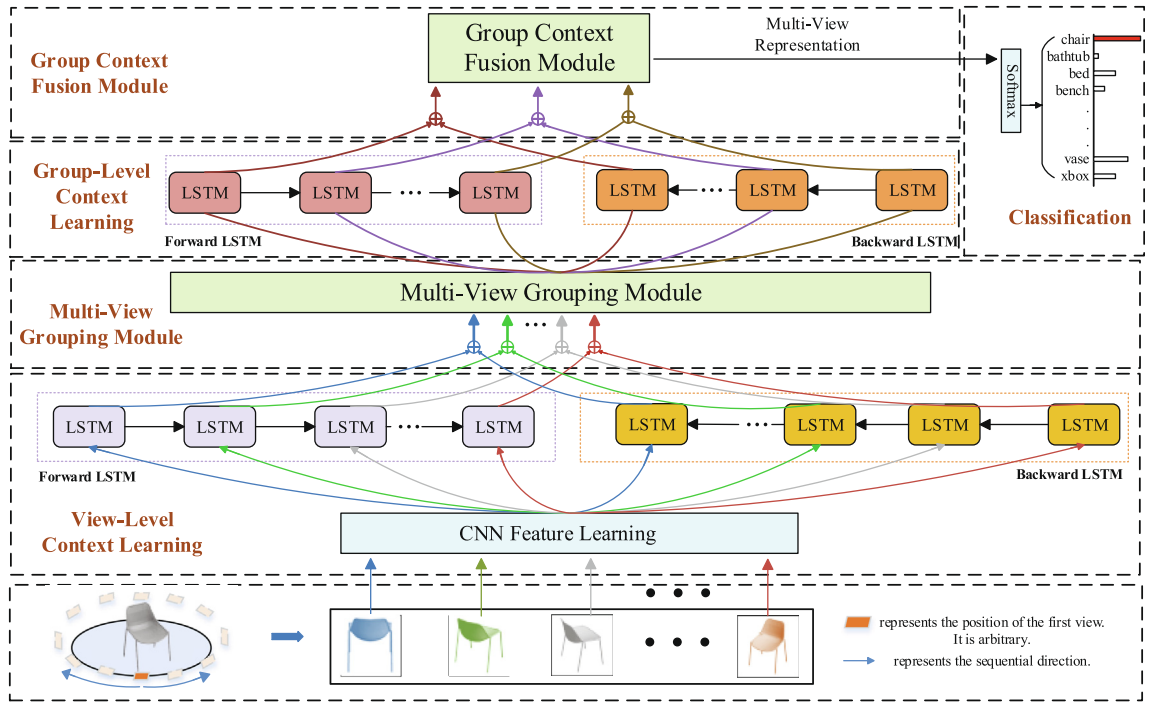 Group Context
Fusion Module
Group Context
Fusion Module
Multi-View
Representation
Softmax
chair
bathtub
bed
bench
.
.
.
vase
xbox
Classification
Group-Level
Context
Learning
LSTM
LSTM
...
LSTM
LSTM
...
LSTM
LSTM
Forward LSTM
Backward LSTM
Multi-View
Grouping Module
Multi-View Grouping Module
...
LSTM
LSTM
LSTM
...
LSTM
LSTM
...
LSTM
LSTM
LSTM
Forward LSTM
Backward LSTM
View-Level
Context Learning
CNN Feature Learning
represents the position of the first view.
It is arbitrary.
represents the sequential direction.